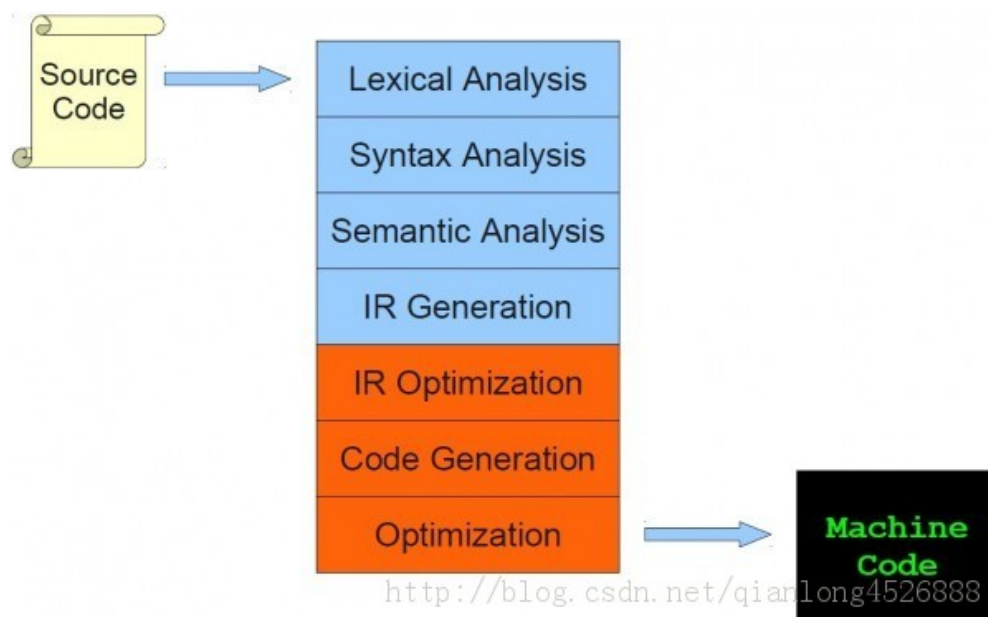 Source
Code
Lexical Analysis
Syntax Analysis
Semantic Analysis
IR Generation
IR Optimization
Code Generation
Optimization
Machine
Code
http://blog.csdn.net/qianlong4526888